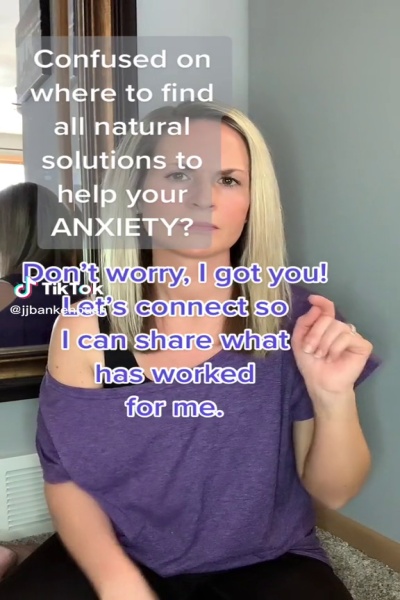 Confused on
where to find
all natural
solutions to
help your
ANXIETY?
Don't worry, I got you!
TikTok
Let's connect so
I can share what
has worked
for me.